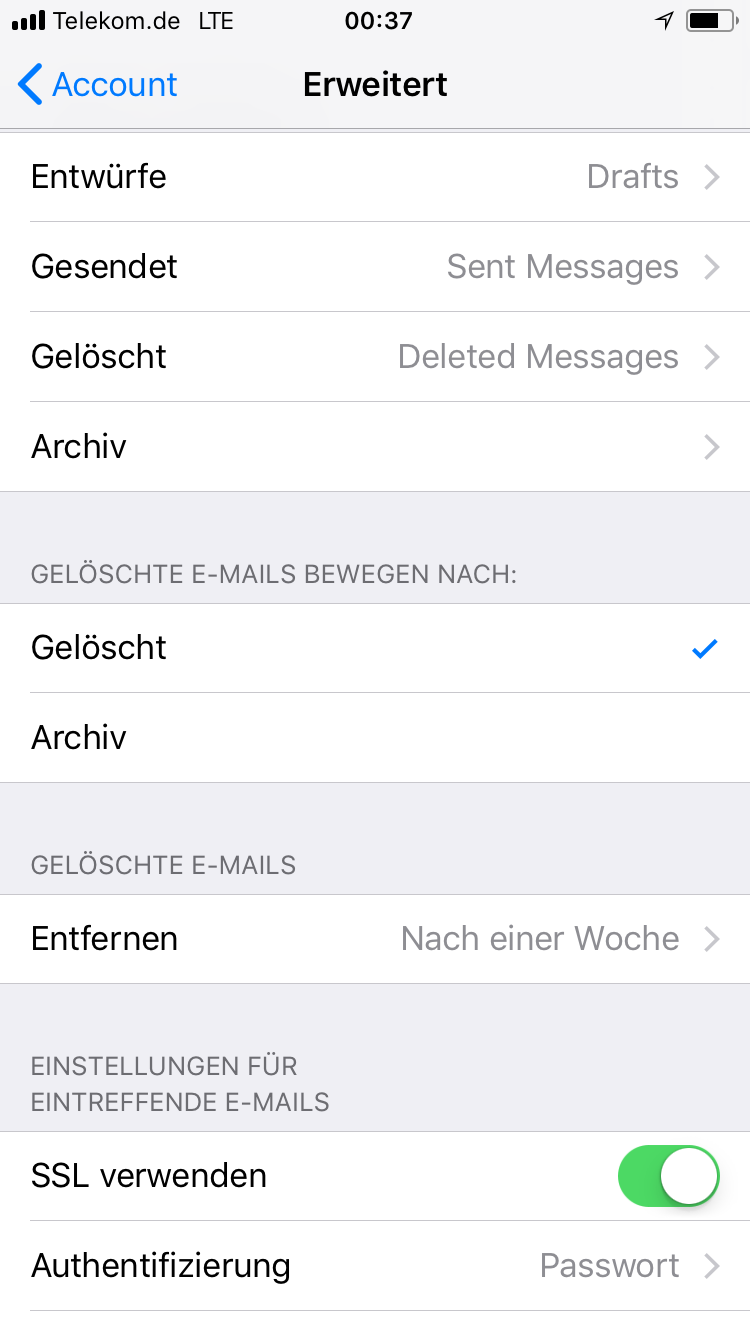 Telekom.de LTE 00:37
Account Erweitert
Entwürfe Drafts
Gesendet Sent Messages
Gelöscht Deleted Messages
Archiv
GELÖSCHTE E-MAILS BEWEGEN NACH:
Gelöscht
Archiv
GELÖSCHTE E-MAILS
Entfernen Nach einer Woche
EINSTELLUNGEN FÜR
EINTREFFENDE E-MAILS
SSL verwenden
Authentifizierung Passwort